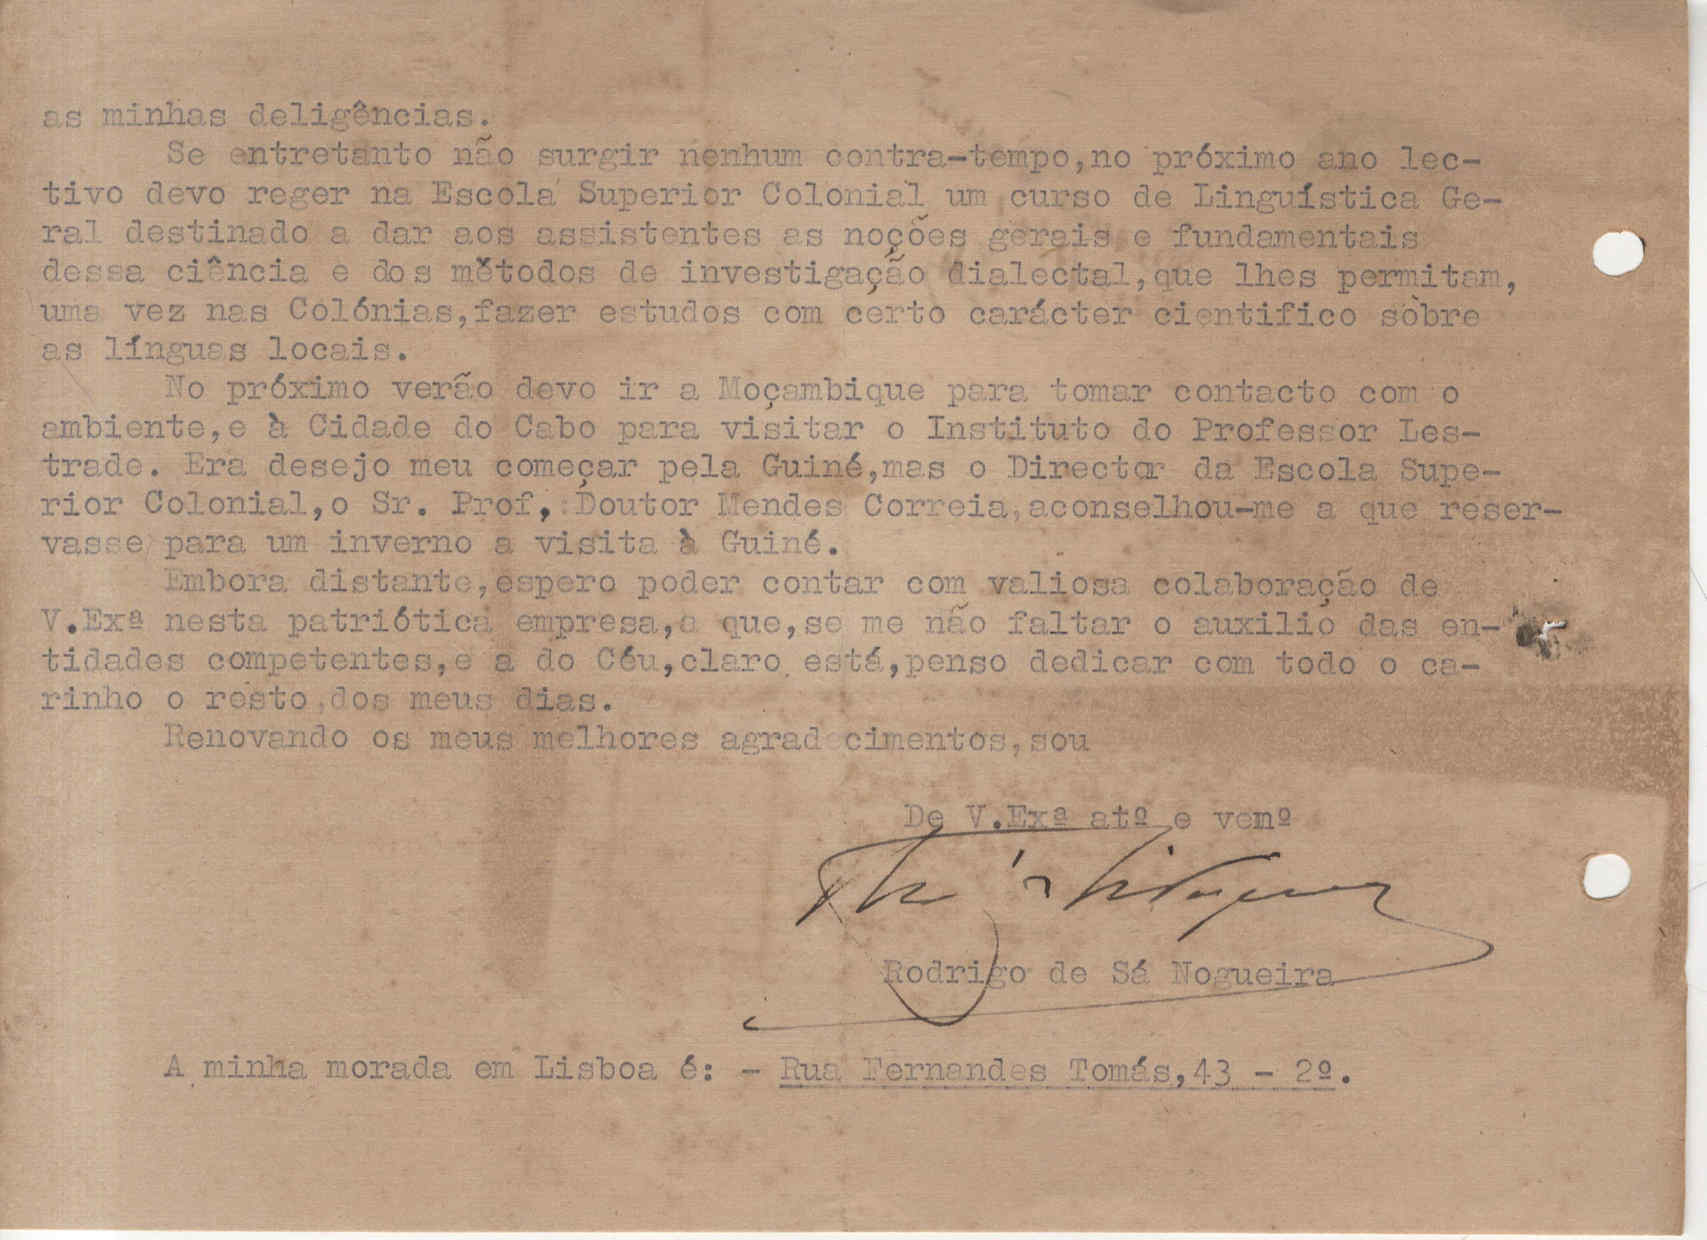 as minhas deligências.
Se entretanto não surgir nenhum contra-tempo,no próximo ano lec-
tivo devo reger na Escola Superior Colonial um curso de Linguística Ge-
ral destinado a dar aos assistentes as noções gerais e fundamentais
dessa ciência e dos métodos de investigação dialectal,que lhes permitam,
uma vez nas Colónias,fazer estudos com certo carácter cientifico sôbre
as línguas locais.
No próximo verão devo ir a Moçambique para tomar contacto com o
ambiente,e à Cidade do Cabo para visitar o Instituto do Professor Les-
trade. Era desejo meu começar pela Guiné,mas o Director da Escola Supe-
rior Colonial,o Sr. Prof. Doutor Mendes Correia,aconselhou-me a que reser-
vasse para um inverno a visita à Guiné.
Embora distante,espero poder contar com valiosa colaboração de
V.Exª nesta patriótica empresa,a que,se me não faltar o auxilio das en-
tidades competentes,e a do Céu,claro está,penso dedicar com todo o ca-
rinho o resto dos meus dias.
Renovando os meus melhores agradecimentos,sou
De V.Exª atº e venº
Rodrigo de Sá Nogueira
A minha morada em Lisboa é: - Rua Fernandes Tomás,43 - 2º.